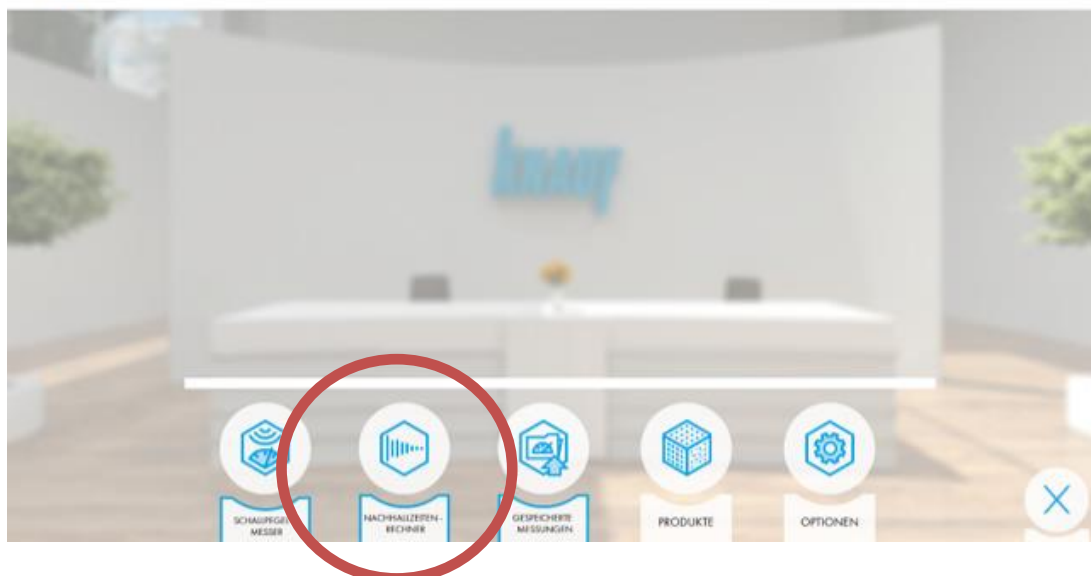 knauf
SCHALLPEGEL-
MESSER
NACHHALLZEITEN-
RECHNER
GESPEICHERTE
MESSUNGEN
PRODUKTE
OPTIONEN